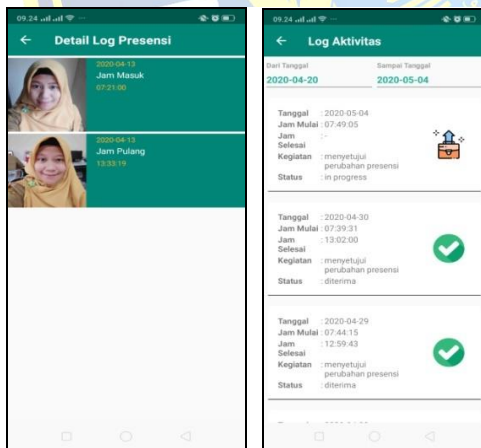 09.24
Detail Log Presensi
2020-04-13
Jam Masuk
07:21:00
2020-04-13
Jam Pulang
13:33:19
09.24
Log Aktivitas
Dari Tanggal Sampai Tanggal
2020-04-20 2020-05-04
Tanggal : 2020-05-04
Jam Mulai : 07:49:05
Jam : -
Selesai
Kegiatan : menyetujui
perubahan presensi
Status : in progress
Tanggal : 2020-04-30
Jam Mulai : 07:39:31
Jam : 13:02:00
Selesai
Kegiatan : menyetujui
perubahan presensi
Status : diterima
Tanggal : 2020-04-29
Jam Mulai : 07:44:15
Jam : 12:59:43
Selesai
Kegiatan : menyetujui
perubahan presensi
Status : diterima